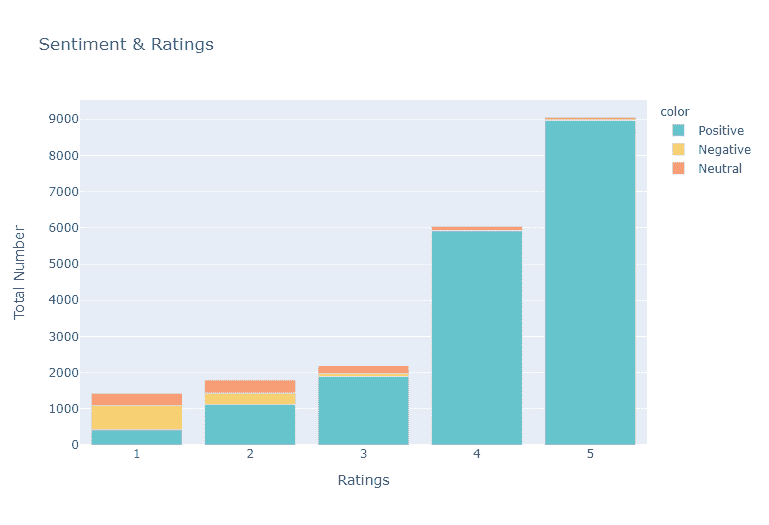 Sentiment & Ratings
color
Positive
Negative
Neutral
Total Number
9000
8000
7000
6000
5000
4000
3000
2000
1000
0
1 2 3 4 5
Ratings